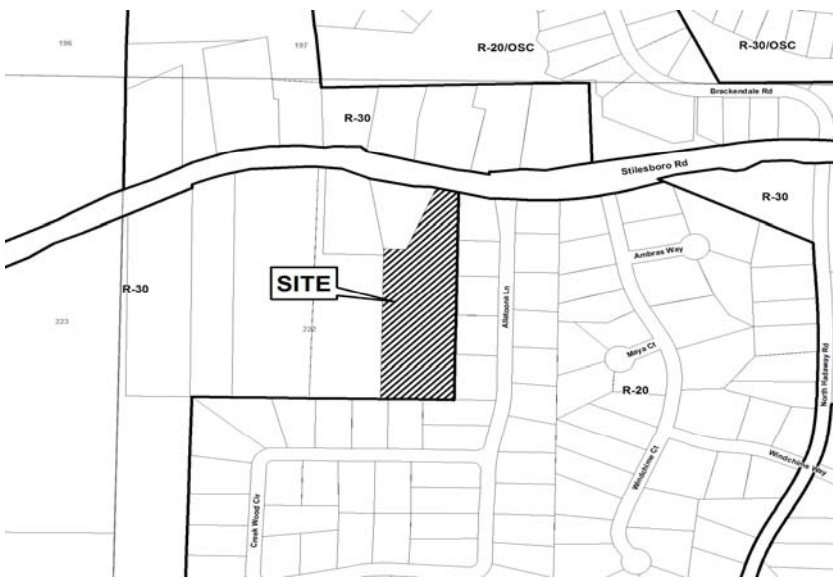 196
197
R-20/OSC
R-30/OSC
Brackendale Rd
R-30
Stilesboro Rd
R-30
Ambras Way
SITE
R-30
Allatoona Ln
223
232
Maya Ct
North Hadaway Rd
R-20
Windchime Ct
Windchime Way
Creek Wood Cir